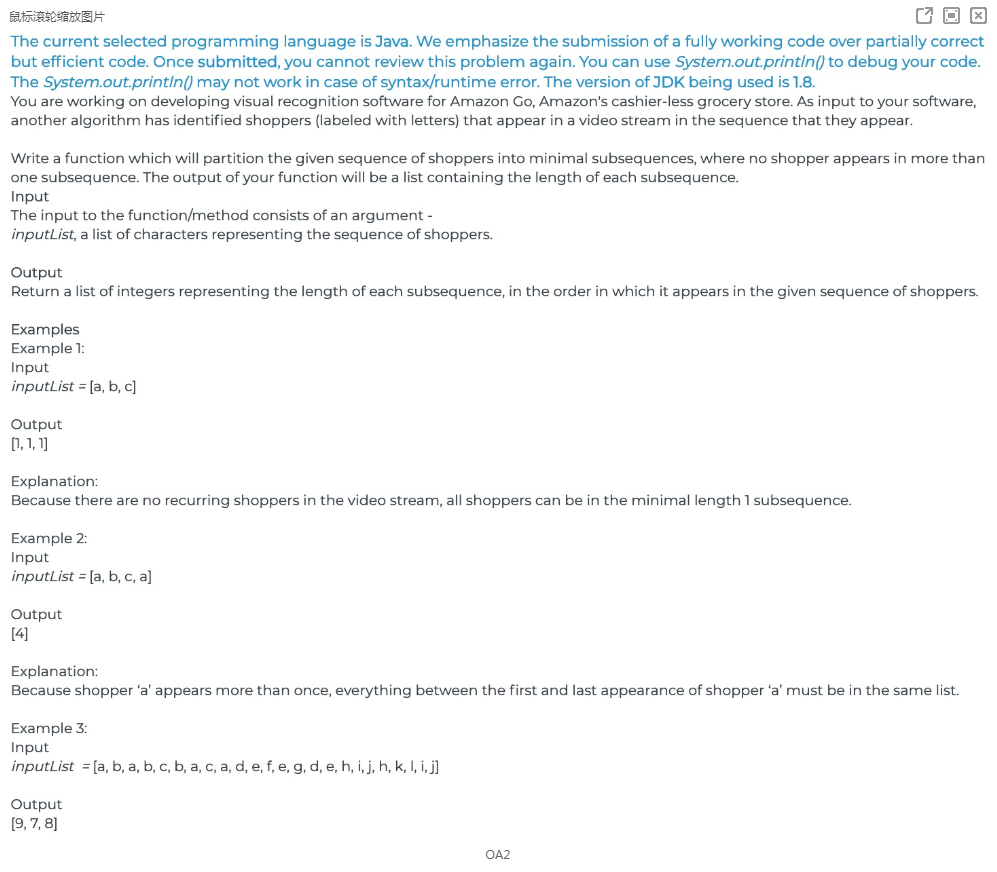 鼠标滚轮缩放图片
The current selected programming language is Java. We emphasize the submission of a fully working code over partially correct
but efficient code. Once submitted, you cannot review this problem again. You can use System.out.println() to debug your code.
The System.out.println() may not work in case of syntax/runtime error. The version of JDK being used is 1.8.
You are working on developing visual recognition software for Amazon Go, Amazon's cashier-less grocery store. As input to your software,
another algorithm has identified shoppers (labeled with letters) that appear in a video stream in the sequence that they appear.
Write a function which will partition the given sequence of shoppers into minimal subsequences, where no shopper appears in more than
one subsequence. The output of your function will be a list containing the length of each subsequence.
Input
The input to the function/method consists of an argument -
inputList, a list of characters representing the sequence of shoppers.
Output
Return a list of integers representing the length of each subsequence, in the order in which it appears in the given sequence of shoppers.
Examples
Example 1:
Input
inputList = [a, b, c]
Output
[1, 1, 1]
Explanation:
Because there are no recurring shoppers in the video stream, all shoppers can be in the minimal length 1 subsequence.
Example 2:
Input
inputList = [a, b, c, a]
Output
[4]
Explanation:
Because shopper ‘a’ appears more than once, everything between the first and last appearance of shopper ‘a’ must be in the same list.
Example 3:
Input
inputList = [a, b, a, b, c, b, a, c, a, d, e, f, e, g, d, e, h, i, j, h, k, l, i, j]
Output
[9, 7, 8]
OA2